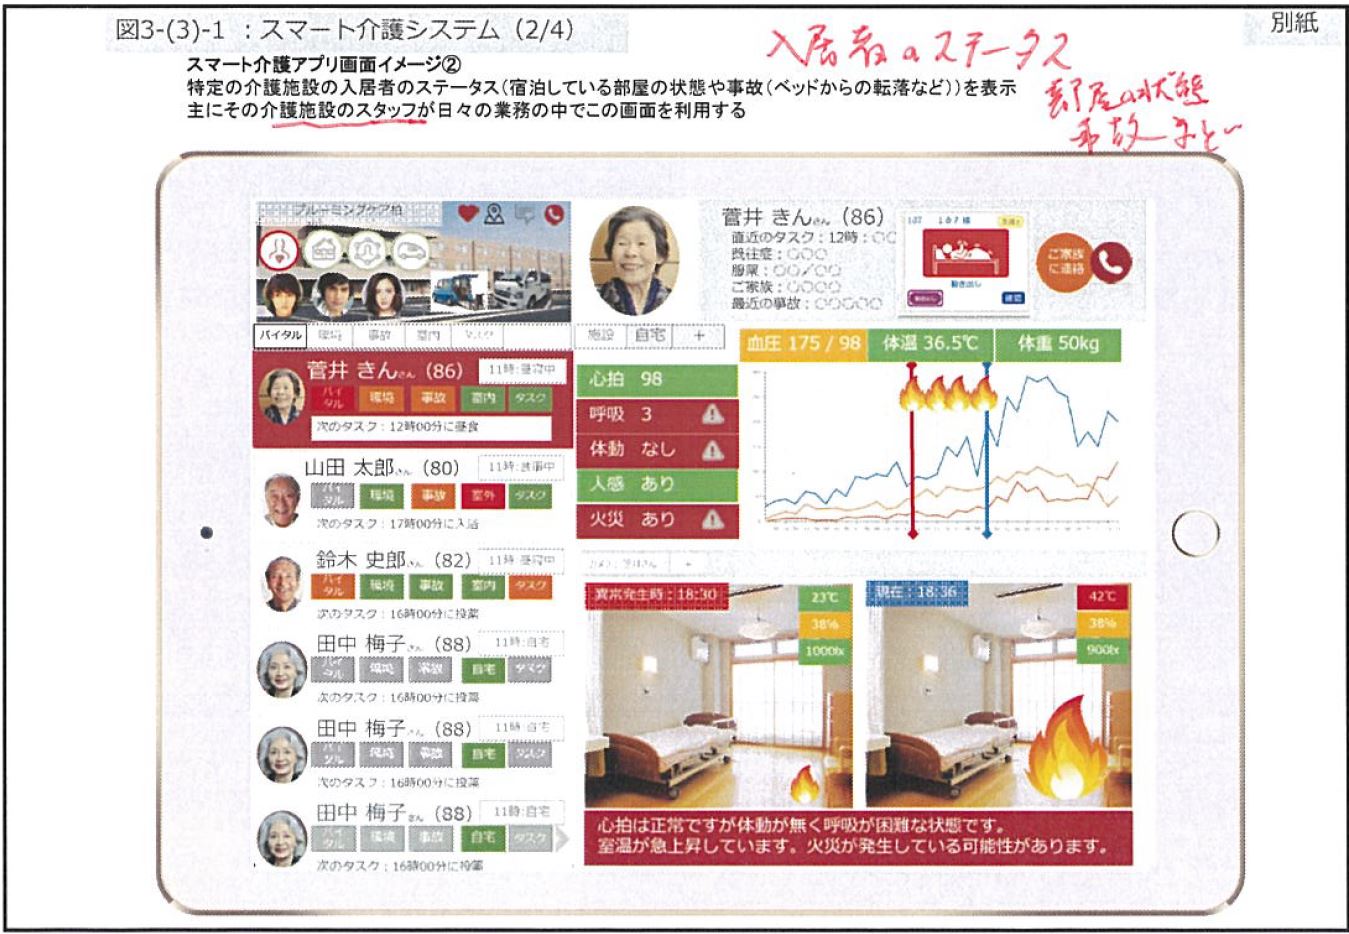 図3-(3)-1 ：スマート介護システム（2/4）
別紙
スマート介護アプリ画面イメージ②
特定の介護施設の入居者のステータス（宿泊している部屋の状態や事故（ベッドからの転落など））を表示
主にその介護施設のスタッフが日々の業務の中でこの画面を利用する
入居者のステータス
部屋の状態
事故など
ブルーミングケア柏
バイタル 環境 事故 室内 タスク
菅井 きんさん（86） 11時:昼寝中
バイタル 環境 事故 室内 タスク
次のタスク：12時00分に昼食
山田 太郎さん（80） 11時:食事中
バイタル 環境 事故 室外 タスク
次のタスク：17時00分に入浴
鈴木 史郎さん（82） 11時:昼寝中
バイタル 環境 事故 室内 タスク
次のタスク：16時00分に投薬
田中 梅子さん（88） 11時:自宅
バイタル 環境 事故 自宅 タスク
次のタスク：16時00分に投薬
田中 梅子さん（88） 11時:自宅
バイタル 環境 事故 自宅 タスク
次のタスク：16時00分に投薬
田中 梅子さん（88） 11時:自宅
バイタル 環境 事故 自宅 タスク
次のタスク：16時00分に投薬
菅井 きんさん（86）
直近のタスク：12時：○○
既往症：○○○
服薬：○○／○○
ご家族：○○○○
最近の事故：○○○○○
107 107様
動き出し
確認
ご家族
に連絡
施設 自宅 +
血圧 175 / 98 体温 36.5℃ 体重 50kg
心拍 98
呼吸 3
体動 なし
人感 あり
火災 あり
異常発生時：18:30
23℃
38%
1000lx
現在：18:36
42℃
38%
900lx
心拍は正常ですが体動が無く呼吸が困難な状態です。
室温が急上昇しています。火災が発生している可能性があります。